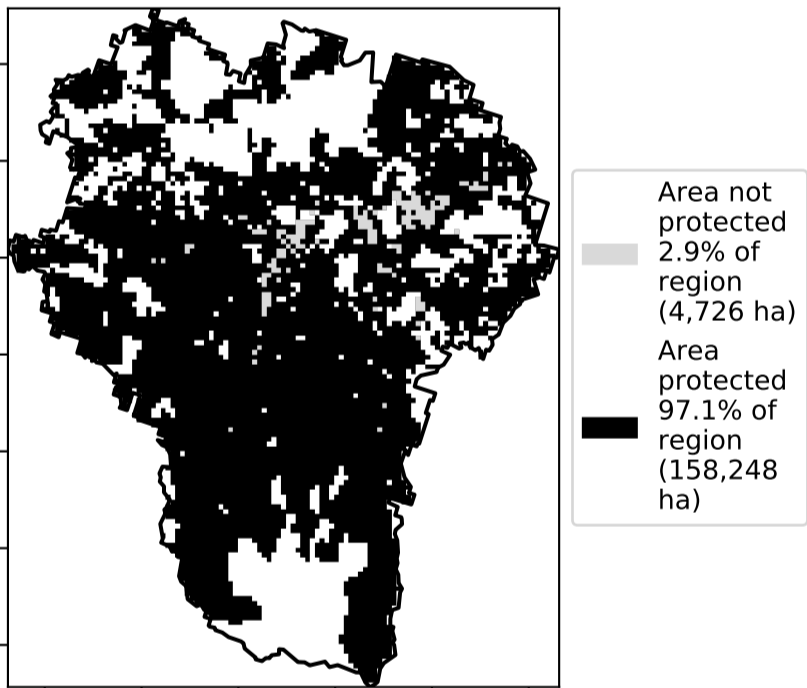 Area not
protected
2.9% of
region
(4,726 ha)
Area
protected
97.1% of
region
(158,248
ha)